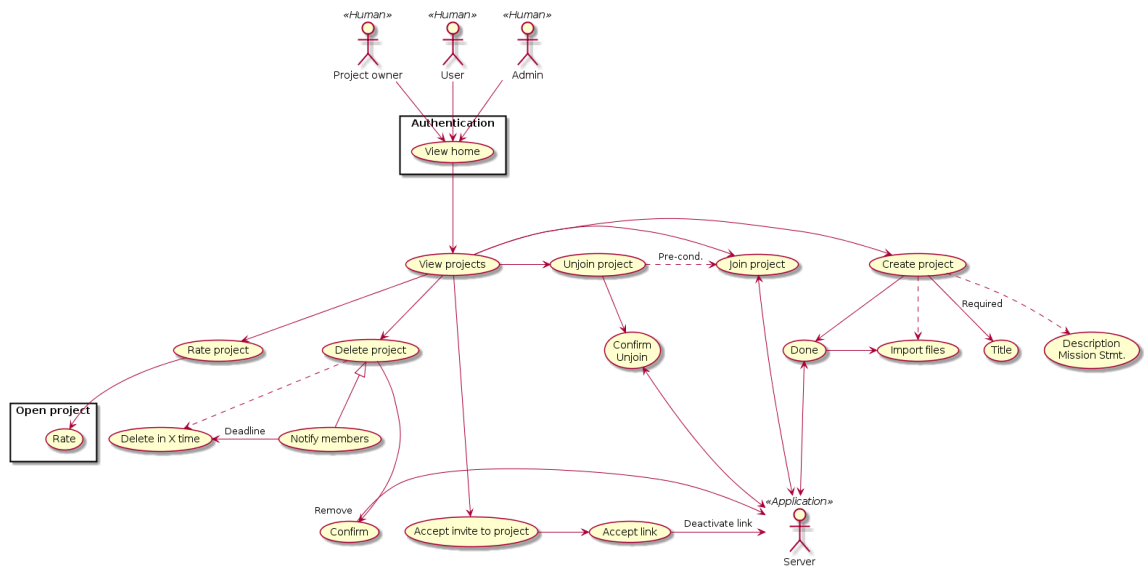 «Human» «Human» «Human»
Project owner User Admin
Authentication
View home
Pre-cond.
View projects Unjoin project Join project Create project
Required
Rate project Delete project Confirm
Unjoin Done Import files Title Description
Mission Stmt.
Open project
Rate Delete in X time Deadline Notify members
«Application»
Remove Deactivate link
Confirm Accept invite to project Accept link
Server